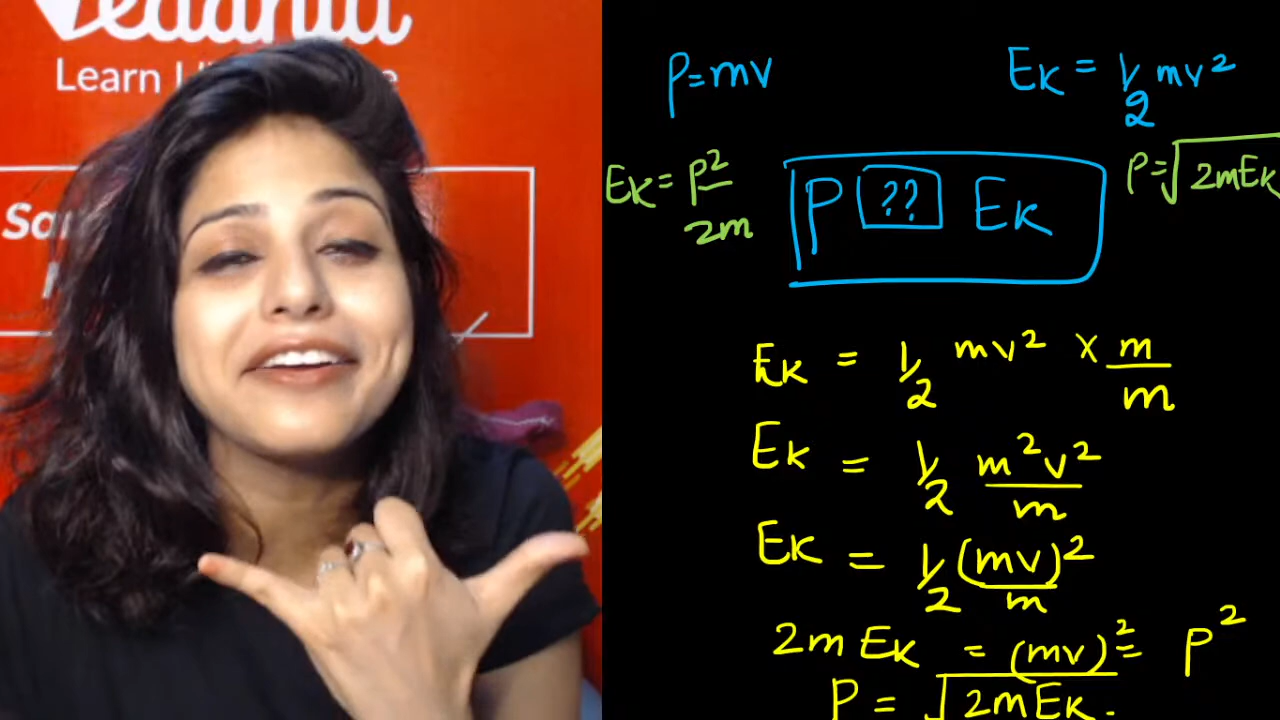 Vedantu
Learn
P=mv
Ek = 1/2 mv²
Ek = P²/2m
P ?? Ek
P=√2mEk
Ek = 1/2 mv² × m/m
Ek = 1/2 m²v²/m
Ek = 1/2 (mv)²/m
2m Ek = (mv)² = P²
P = √2mEk.